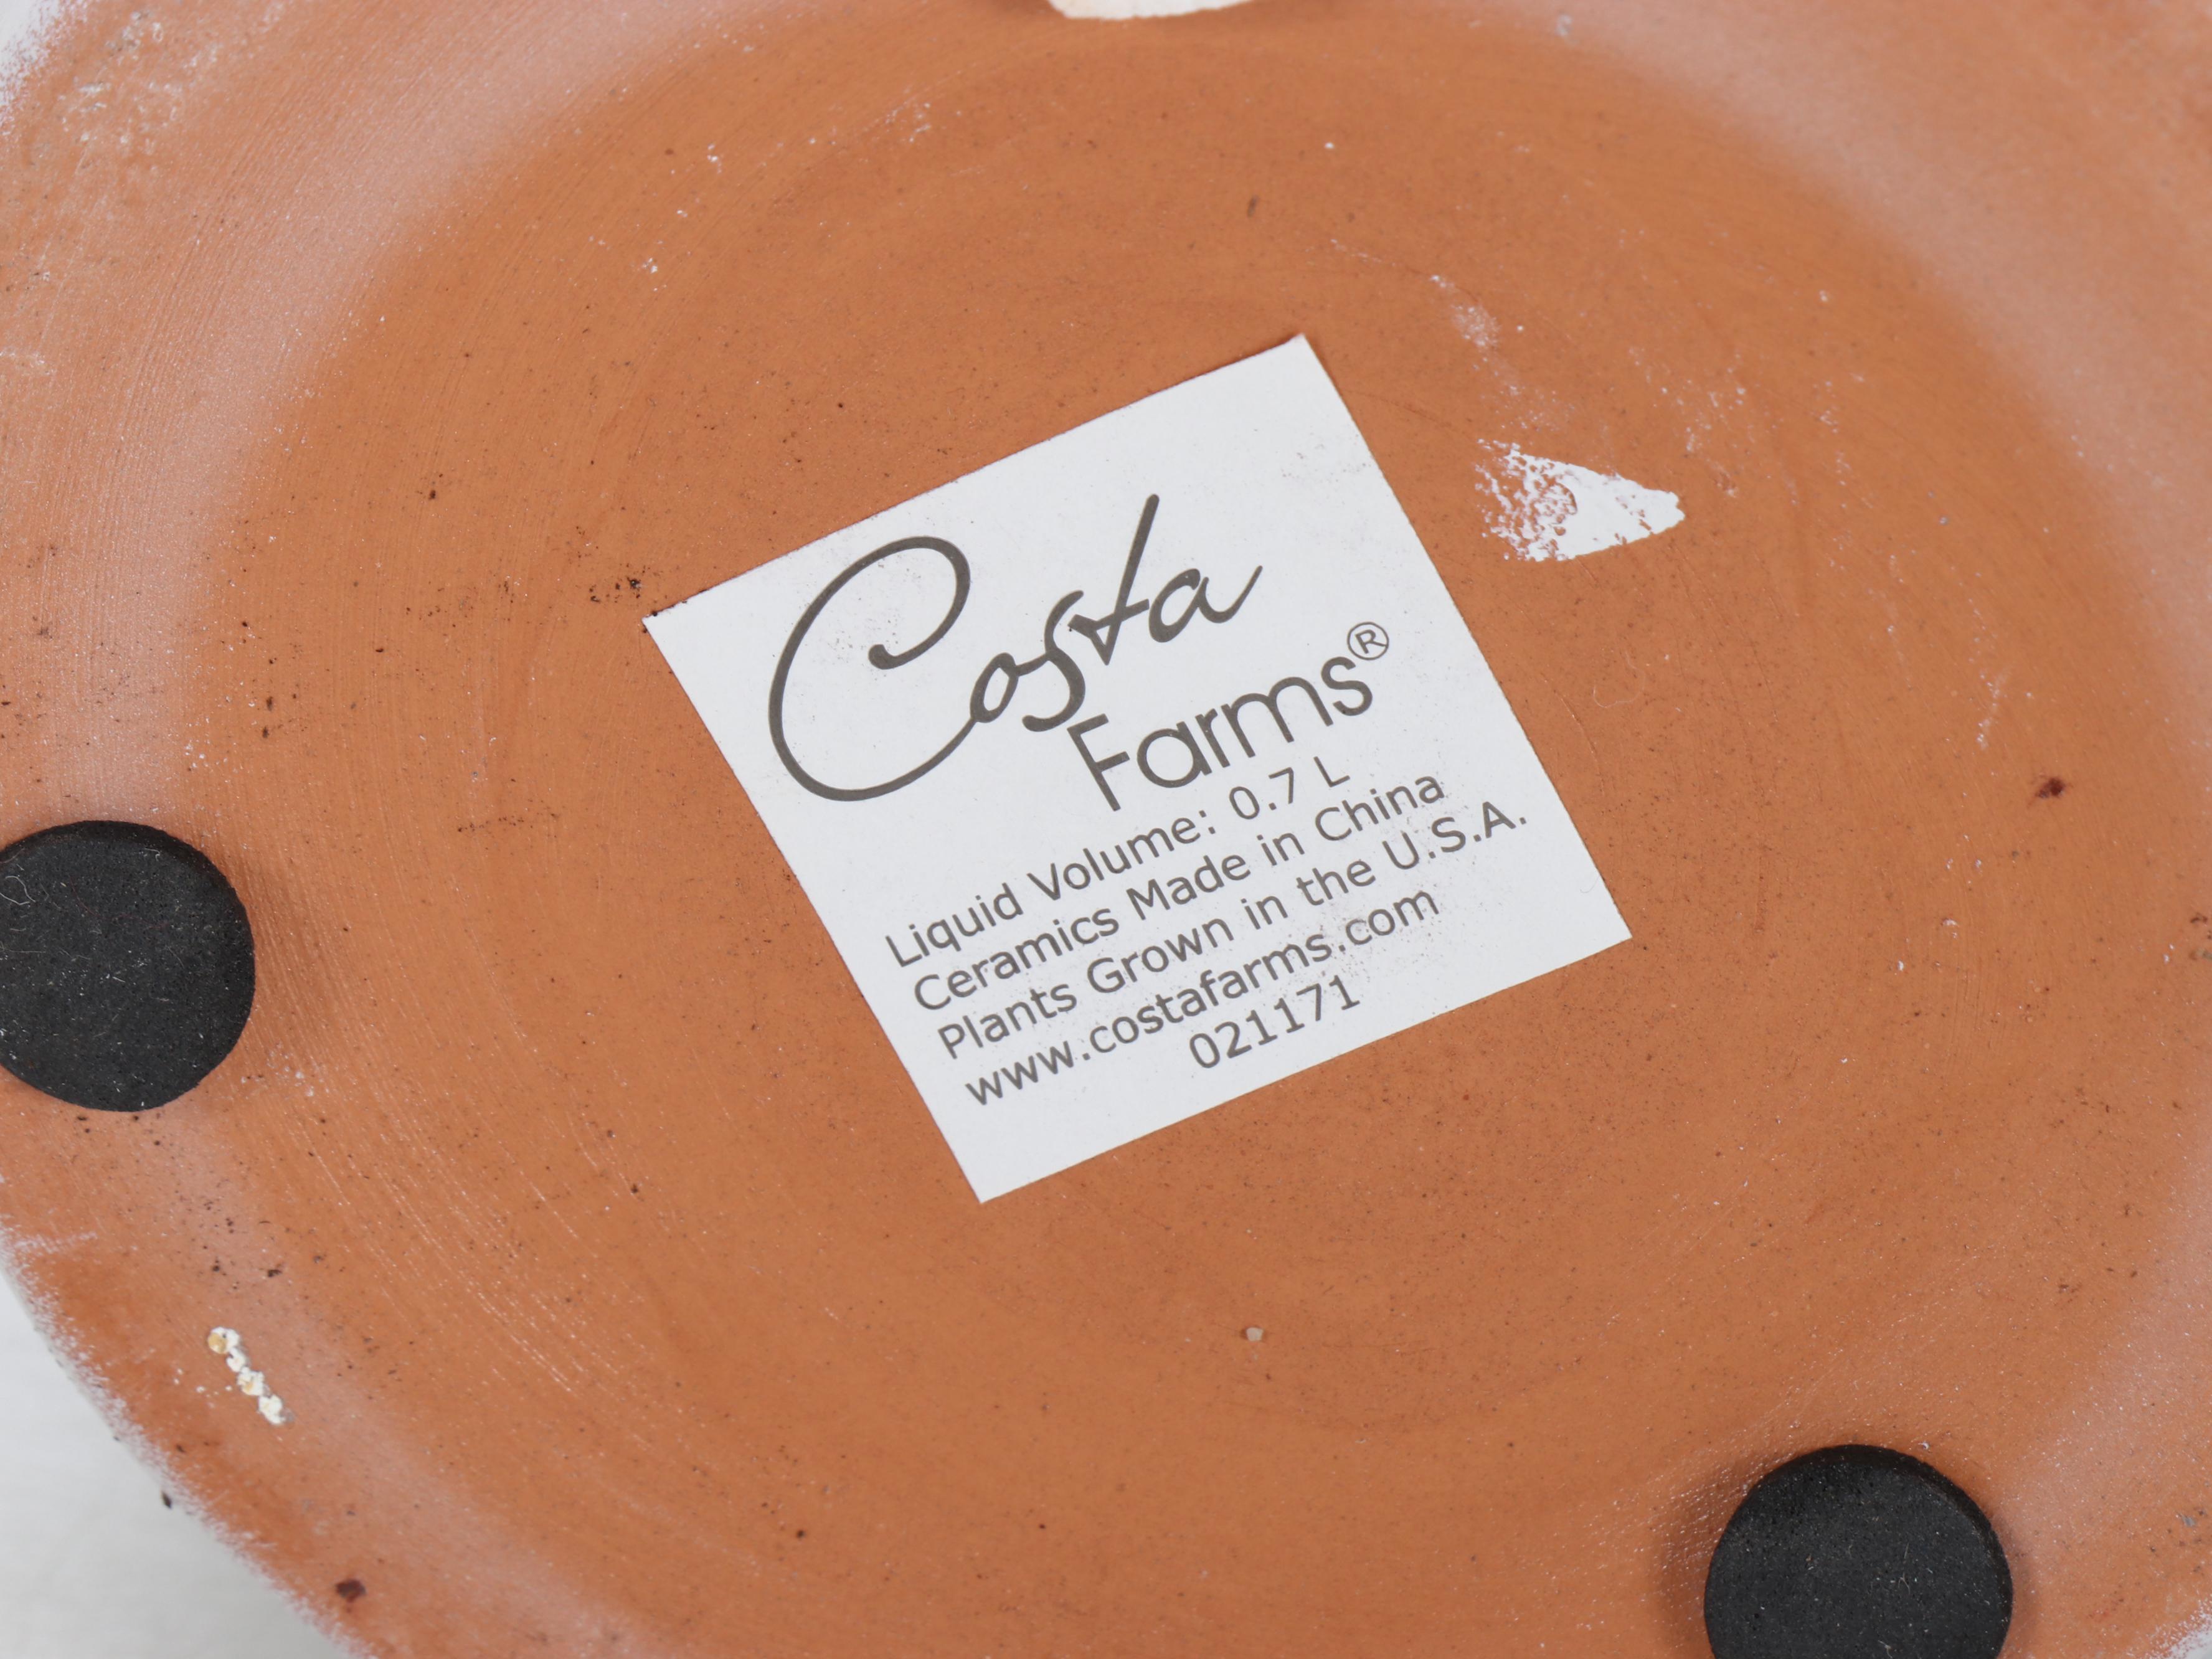 Costa
Farms®
Liquid Volume: 0.7 L
Ceramics Made in China
Plants Grown in the U.S.A.
www.costafarms.com
021171